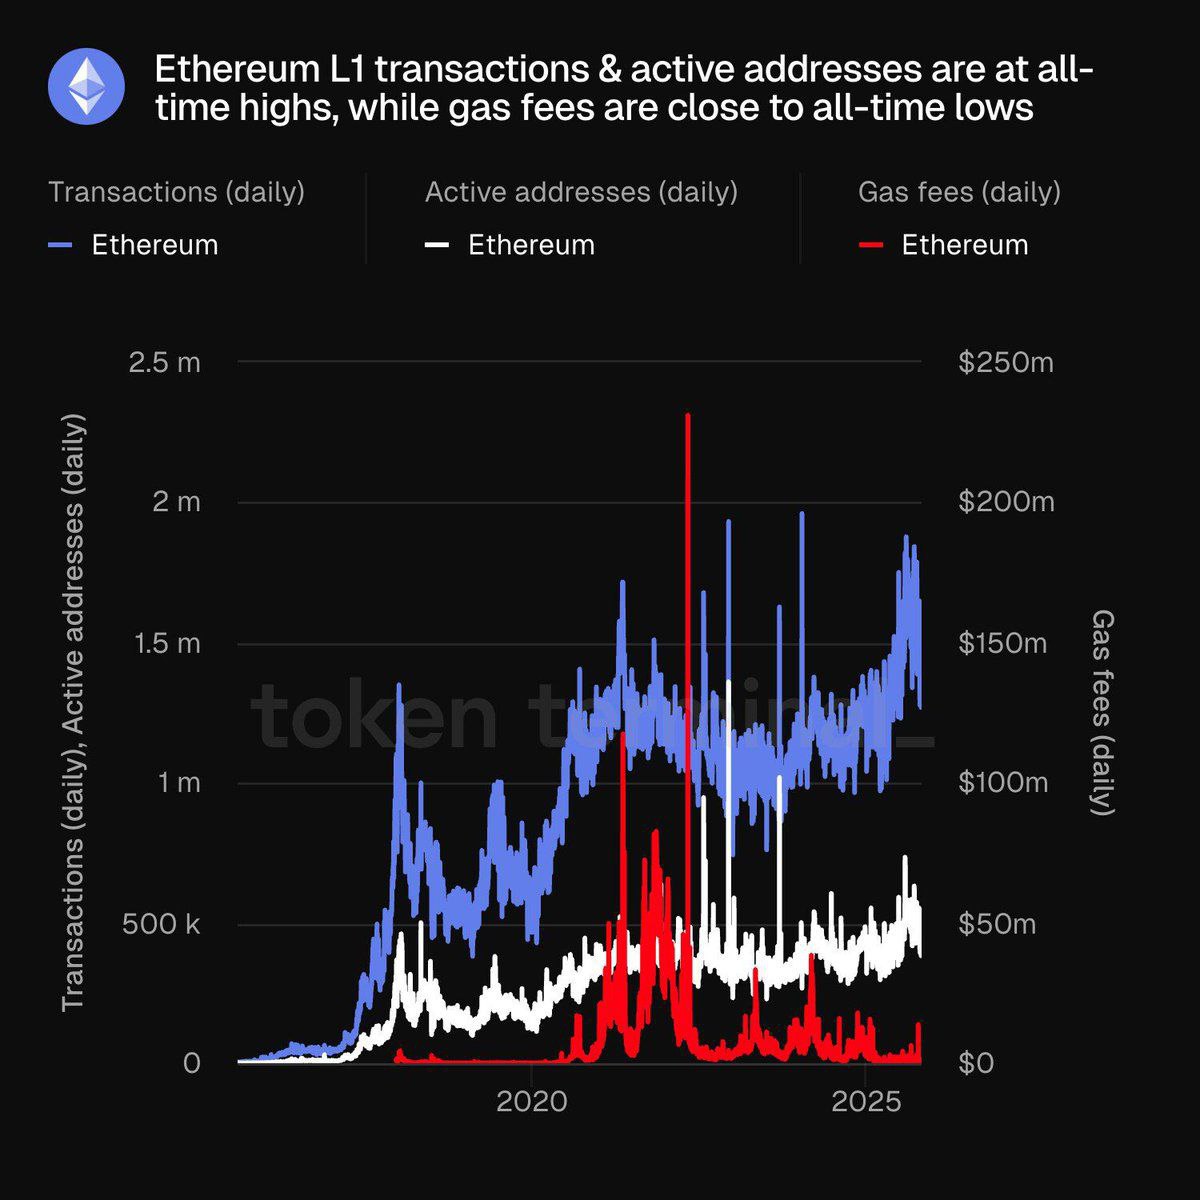 Ethereum L1 transactions & active addresses are at all-
time highs, while gas fees are close to all-time lows
Transactions (daily)
Ethereum
Active addresses (daily)
Ethereum
Gas fees (daily)
Ethereum
Transactions (daily), Active addresses (daily)
2.5 m
2 m
1.5 m
1 m
500 k
0
token terminal_
$250m
$200m
$150m
$100m
$50m
$0
Gas fees (daily)
2020
2025